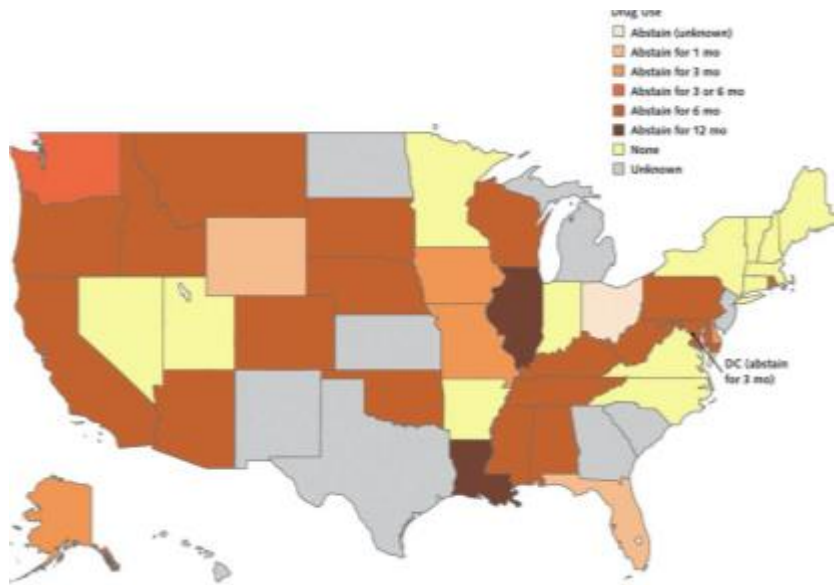 Drug Use
Abstain (unknown)
Abstain for 1 mo
Abstain for 3 mo
Abstain for 3 or 6 mo
Abstain for 6 mo
Abstain for 12 mo
None
Unknown
DC (abstain
for 3 mo)